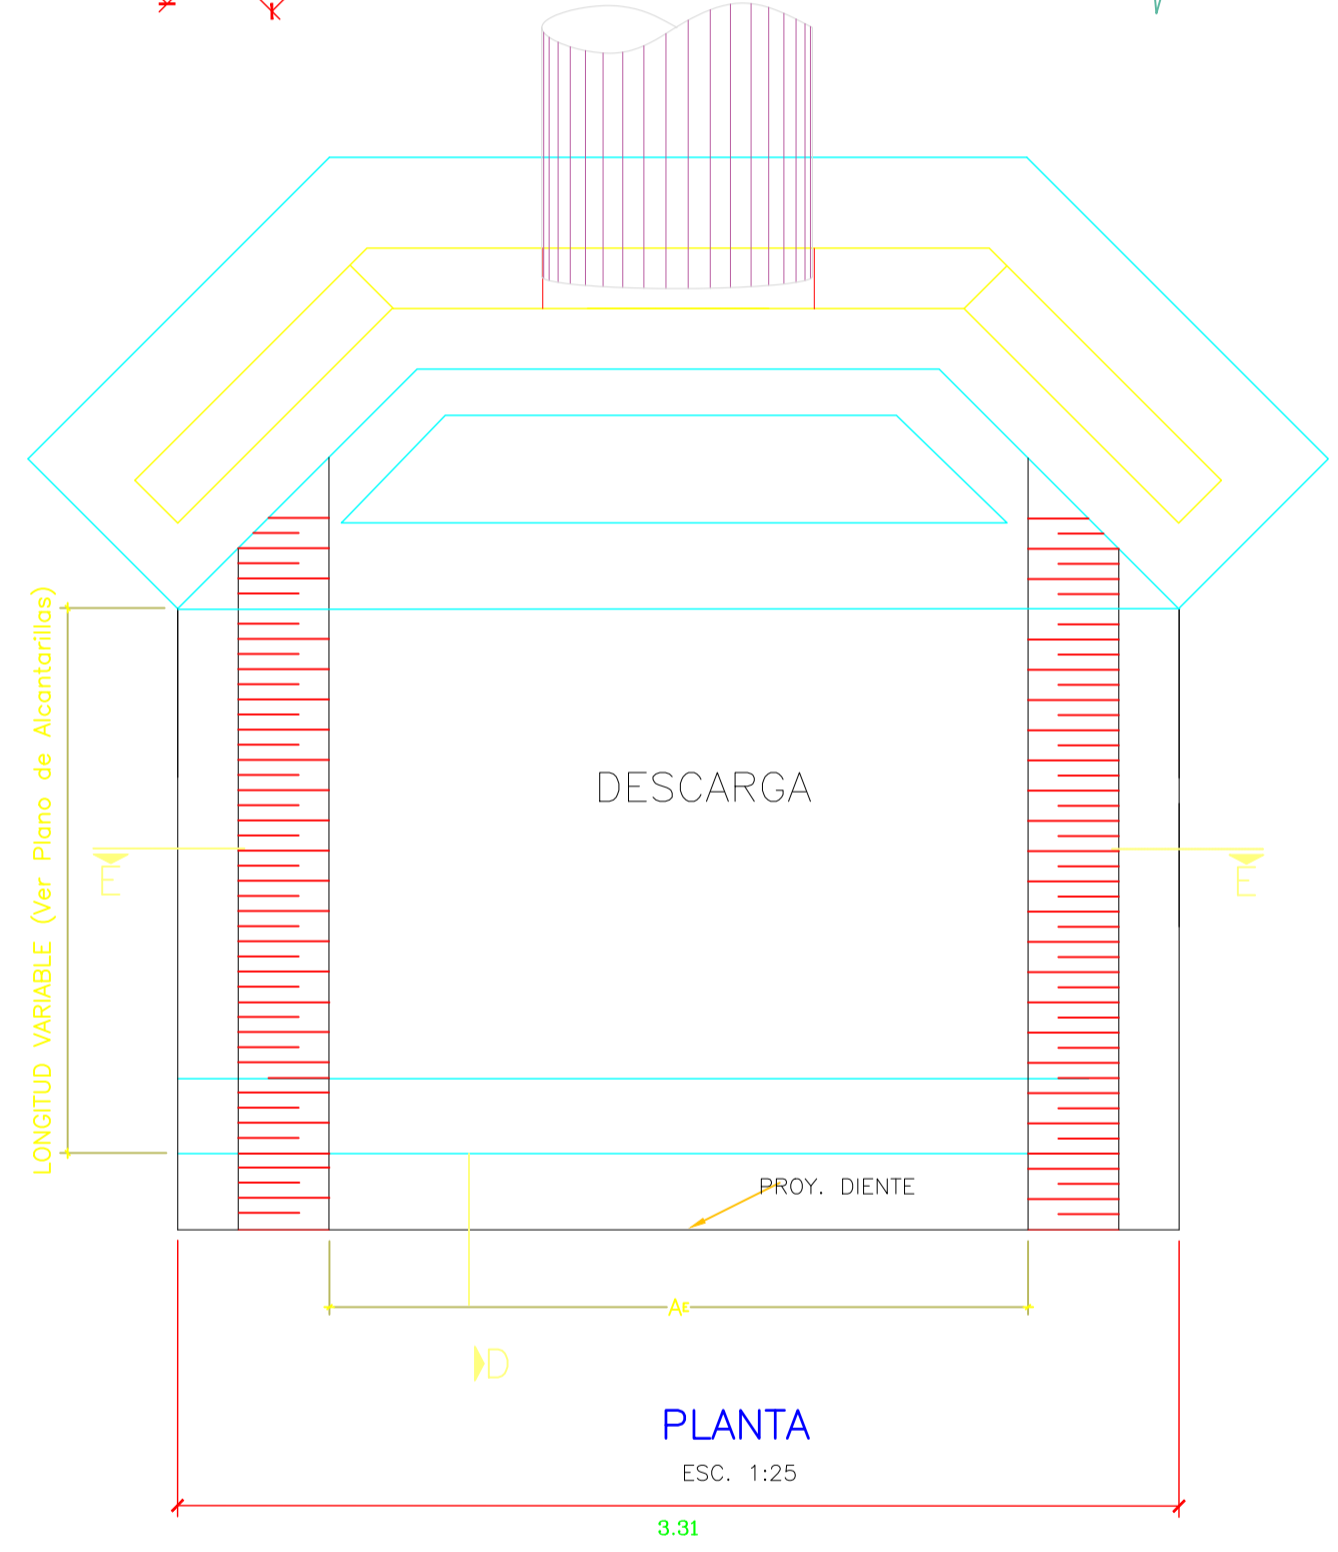 LONGITUD VARIABLE (Ver Plano de Alcantarillas)
DESCARGA
E
E
PROY. DIENTE
AE
D
PLANTA
ESC. 1:25
3.31